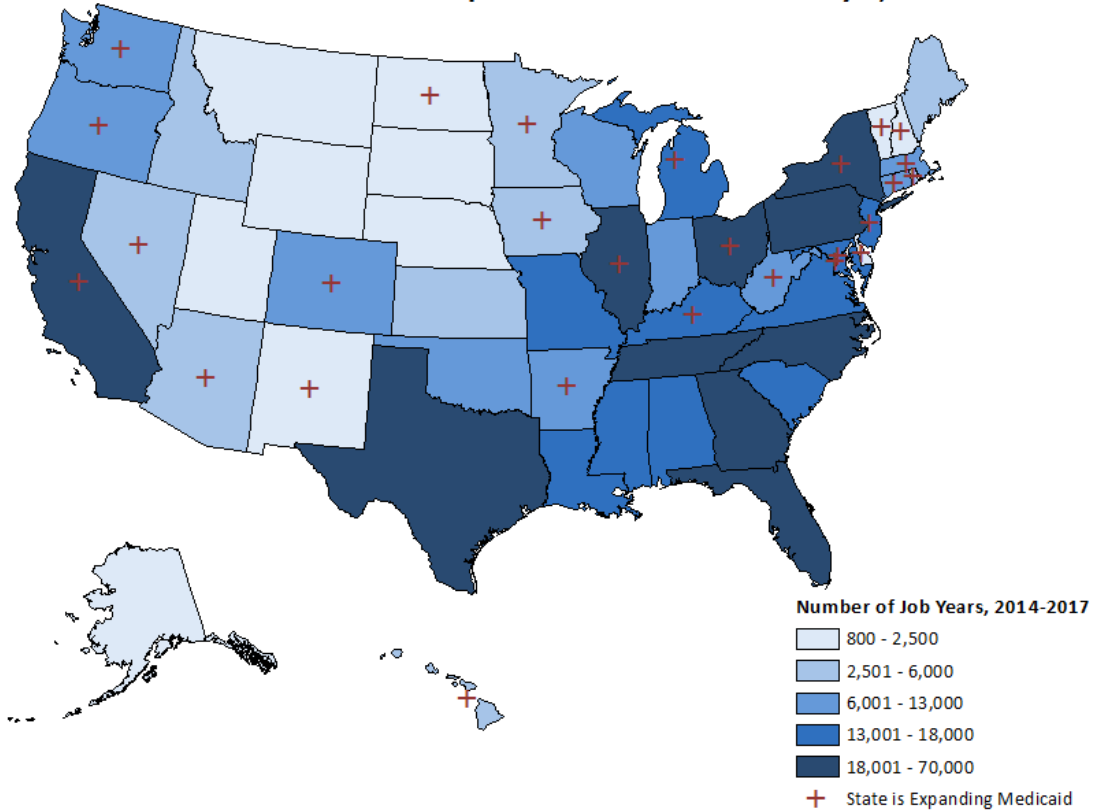 Number of Job Years, 2014-2017
800 - 2,500
2,501 - 6,000
6,001 - 13,000
13,001 - 18,000
18,001 - 70,000
State is Expanding Medicaid